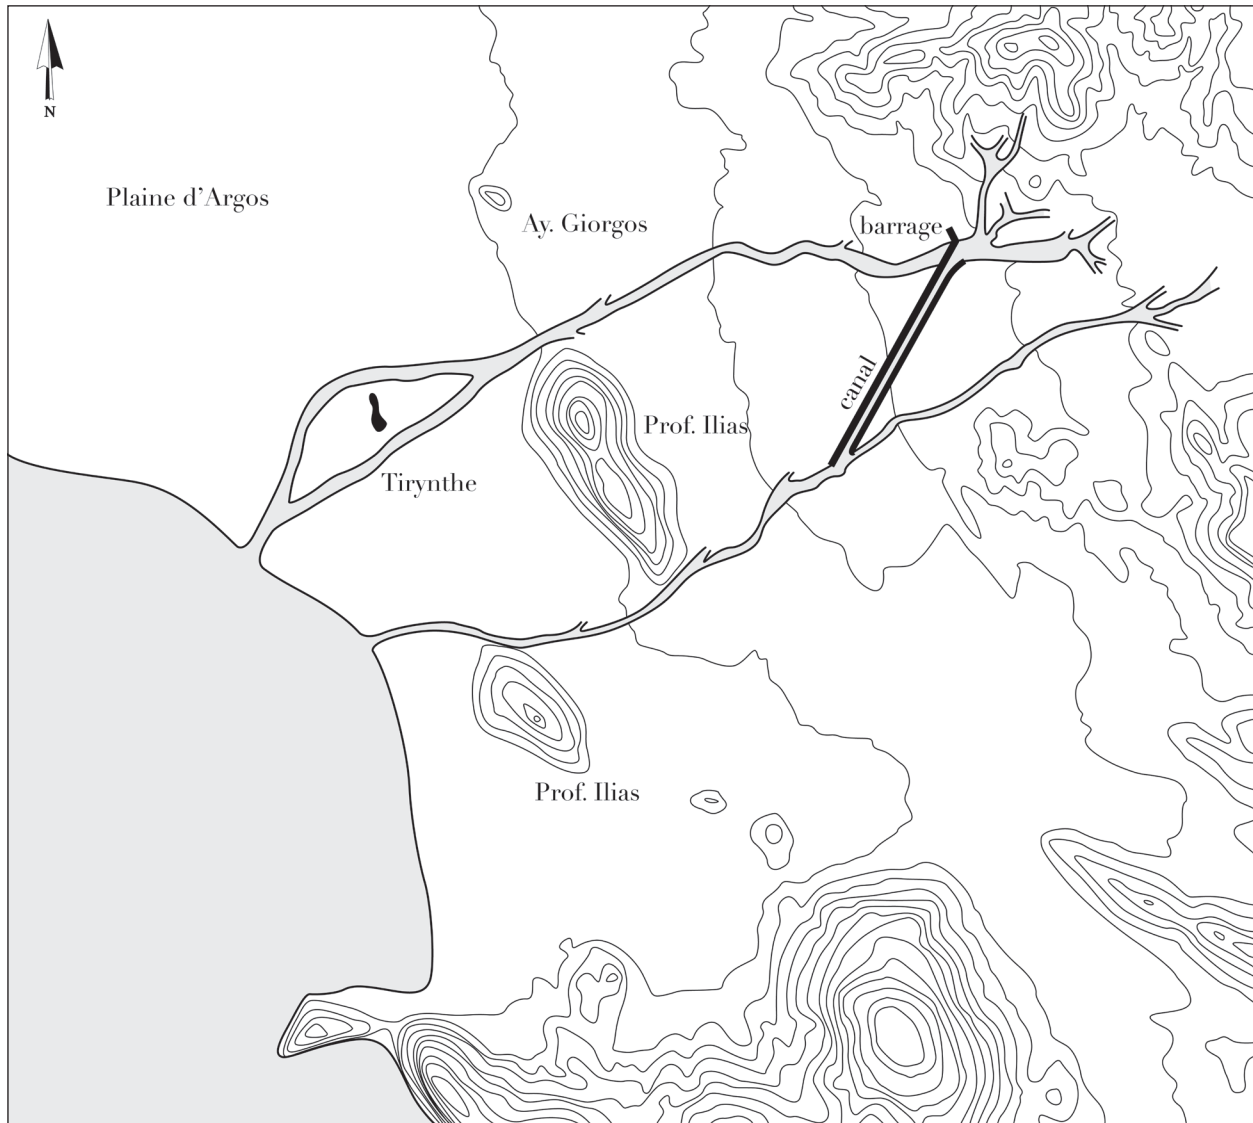 N
Plaine d'Argos
Ay. Giorgos
barrage
canal
Prof. Ilias
Tirynthe
Prof. Ilias